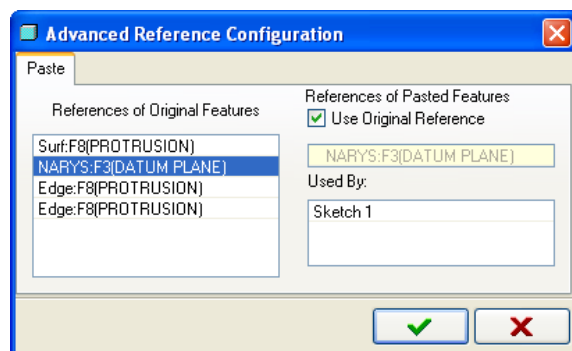 Advanced Reference Configuration
Paste
References of Original Features
Surf:F8(PROTRUSION)
NARYS:F3(DATUM PLANE)
Edge:F8(PROTRUSION)
Edge:F8(PROTRUSION)
References of Pasted Features
Use Original Reference
NARYS:F3(DATUM PLANE)
Used By:
Sketch 1